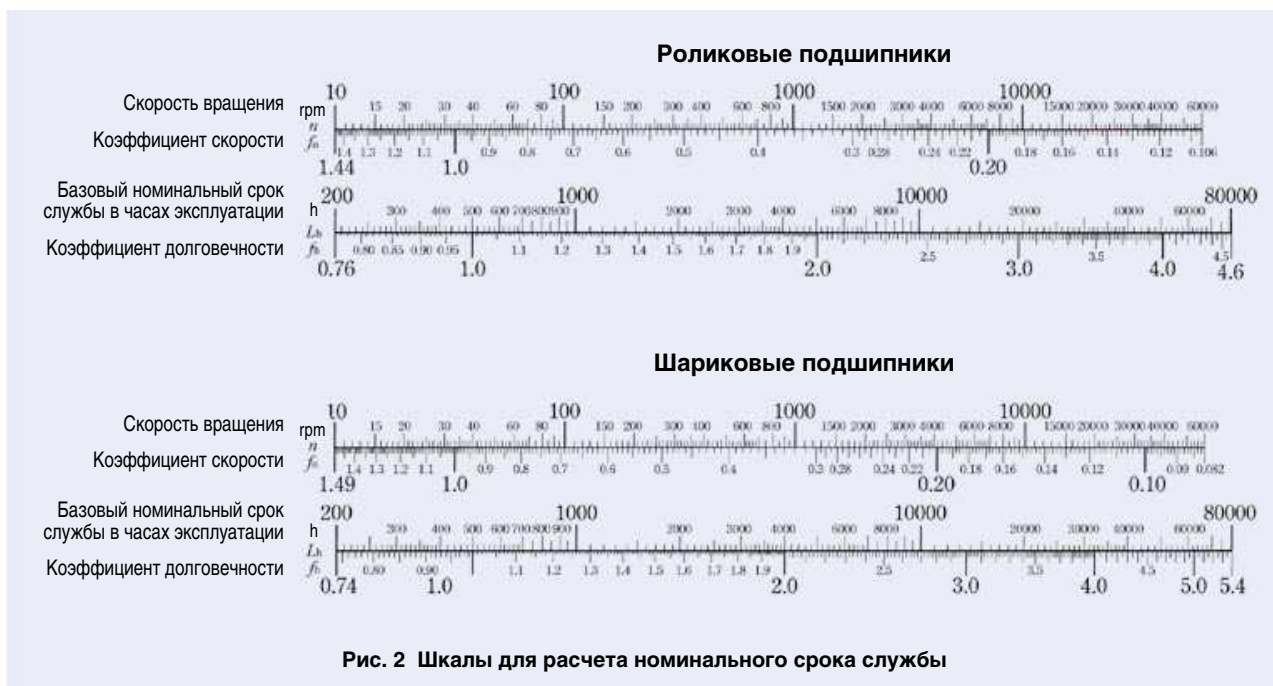 Роликовые подшипники
Скорость вращения rpm 10 15 20 30 40 60 80 100 150 200 300 400 600 800 1000 1500 2000 3000 4000 6000 8000 10000 15000 20000 30000 40000 60000
n
Коэффициент скорости fn 1.44 1.4 1.3 1.2 1.1 1.0 0.9 0.8 0.7 0.6 0.5 0.4 0.3 0.28 0.24 0.22 0.20 0.18 0.16 0.14 0.12 0.106
Базовый номинальный срок
службы в часах эксплуатации h 200 300 400 500 600 700 800 900 1000 2000 3000 4000 6000 8000 10000 20000 40000 60000 80000
Lh
Коэффициент долговечности fh 0.76 0.80 0.85 0.90 0.95 1.0 1.1 1.2 1.3 1.4 1.5 1.6 1.7 1.8 1.9 2.0 2.5 3.0 3.5 4.0 4.5 4.6
Шариковые подшипники
Скорость вращения rpm 10 15 20 30 40 60 80 100 150 200 300 400 600 800 1000 1500 2000 3000 4000 6000 8000 10000 15000 20000 30000 40000 60000
n
Коэффициент скорости fn 1.49 1.4 1.3 1.2 1.1 1.0 0.9 0.8 0.7 0.6 0.5 0.4 0.3 0.28 0.24 0.22 0.20 0.18 0.16 0.14 0.12 0.10 0.09 0.082
Базовый номинальный срок
службы в часах эксплуатации h 200 300 400 500 600 700 800 900 1000 2000 3000 4000 6000 8000 10000 20000 30000 40000 60000 80000
Lh
Коэффициент долговечности fh 0.74 0.80 0.90 1.0 1.1 1.2 1.3 1.4 1.5 1.6 1.7 1.8 1.9 2.0 2.5 3.0 3.5 4.0 4.5 5.0 5.4
Рис. 2 Шкалы для расчета номинального срока службы